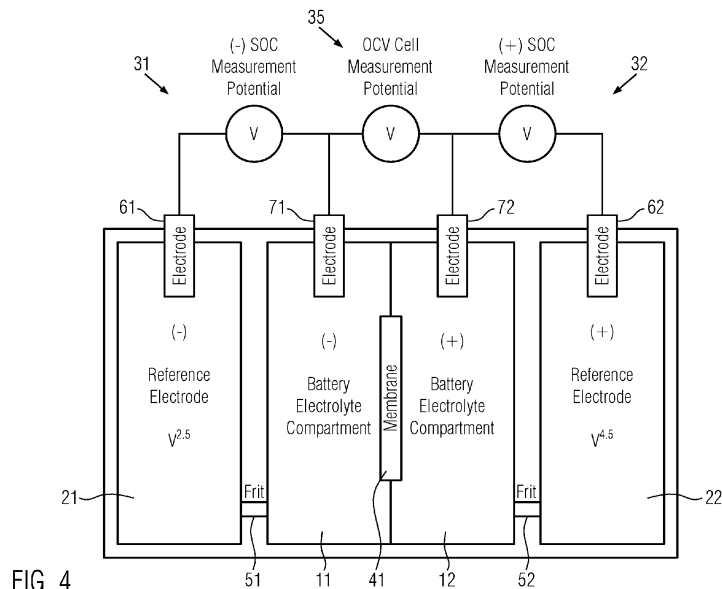 35
31
(-) SOC
Measurement
Potential
OCV Cell
Measurement
Potential
(+) SOC
Measurement
Potential
32
V
V
V
61
71
72
62
Electrode
Electrode
Electrode
Electrode
(-)
Reference
Electrode
V2.5
(-)
Battery
Electrolyte
Compartment
Membrane
(+)
Battery
Electrolyte
Compartment
(+)
Reference
Electrode
V4.5
21
Frit
Frit
22
51
11
41
12
52
FIG 4